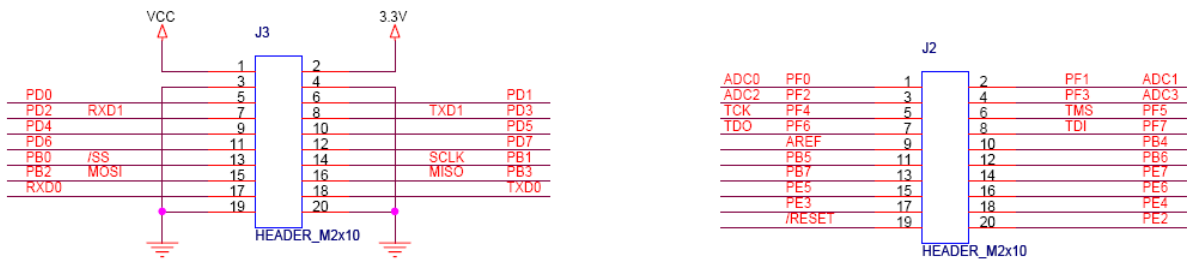 VCC 3.3V
J3
1 2
3 4
PD0 5 6 PD1
PD2 RXD1 7 8 TXD1 PD3
PD4 9 10 PD5
PD6 11 12 PD7
PB0 /SS 13 14 SCLK PB1
PB2 MOSI 15 16 MISO PB3
RXD0 17 18 TXD0
19 20
HEADER_M2x10
J2
ADC0 PF0 1 2 PF1 ADC1
ADC2 PF2 3 4 PF3 ADC3
TCK PF4 5 6 TMS PF5
TDO PF6 7 8 TDI PF7
AREF 9 10 PB4
PB5 11 12 PB6
PB7 13 14 PE7
PE5 15 16 PE6
PE3 17 18 PE4
/RESET 19 20 PE2
HEADER_M2x10